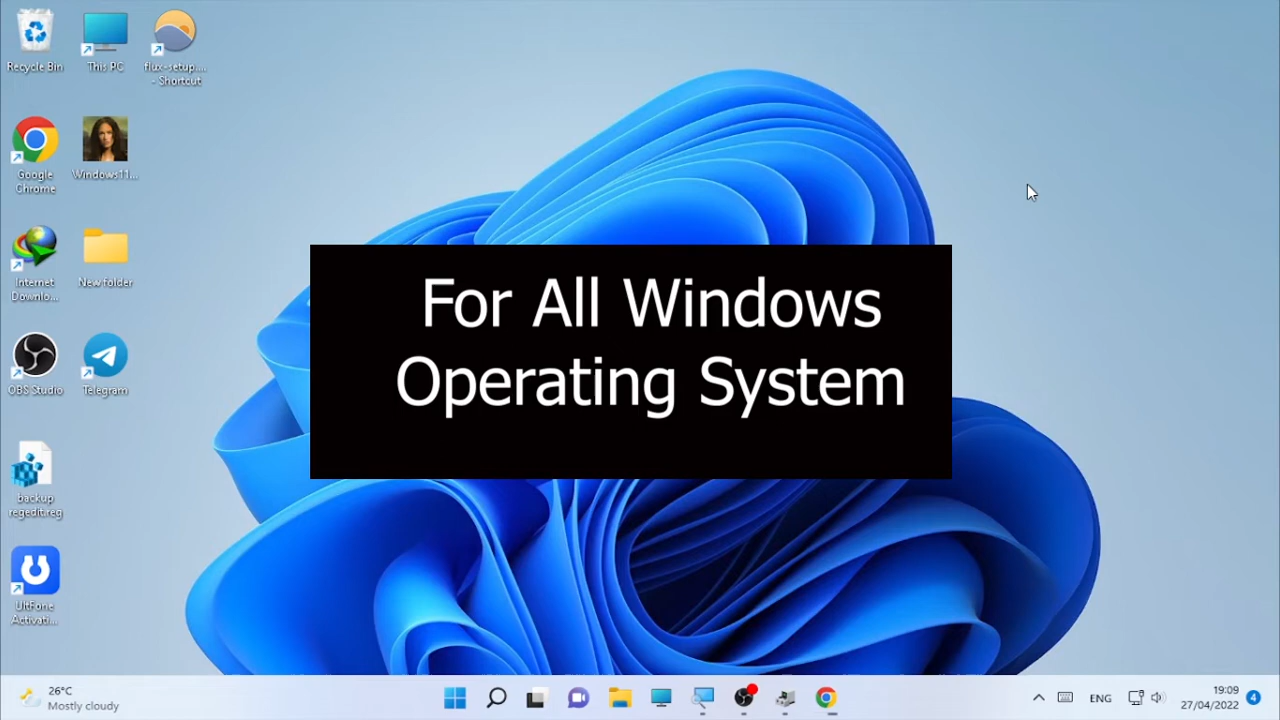 Recycle Bin
This PC
flux-setup....
- Shortcut
Google
Chrome
Windows11...
Internet
Downlo...
New folder
OBS Studio
Telegram
backup
regedit.reg
UltFone
Activati...
For All Windows
Operating System
26°C
Mostly cloudy
ENG
19:09
27/04/2022
4